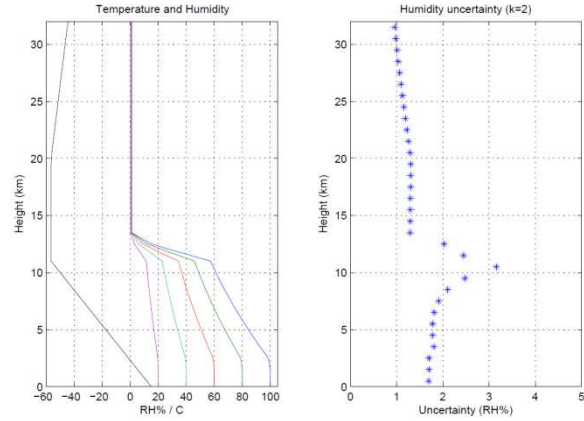 Temperature and Humidity
30
25
20
15
10
5
0
Height (km)
−60 −40 −20 0 20 40 60 80 100
RH% / C
Humidity uncertainty (k=2)
30
25
20
15
10
5
0
Height (km)
0 1 2 3 4 5
Uncertainty (RH%)